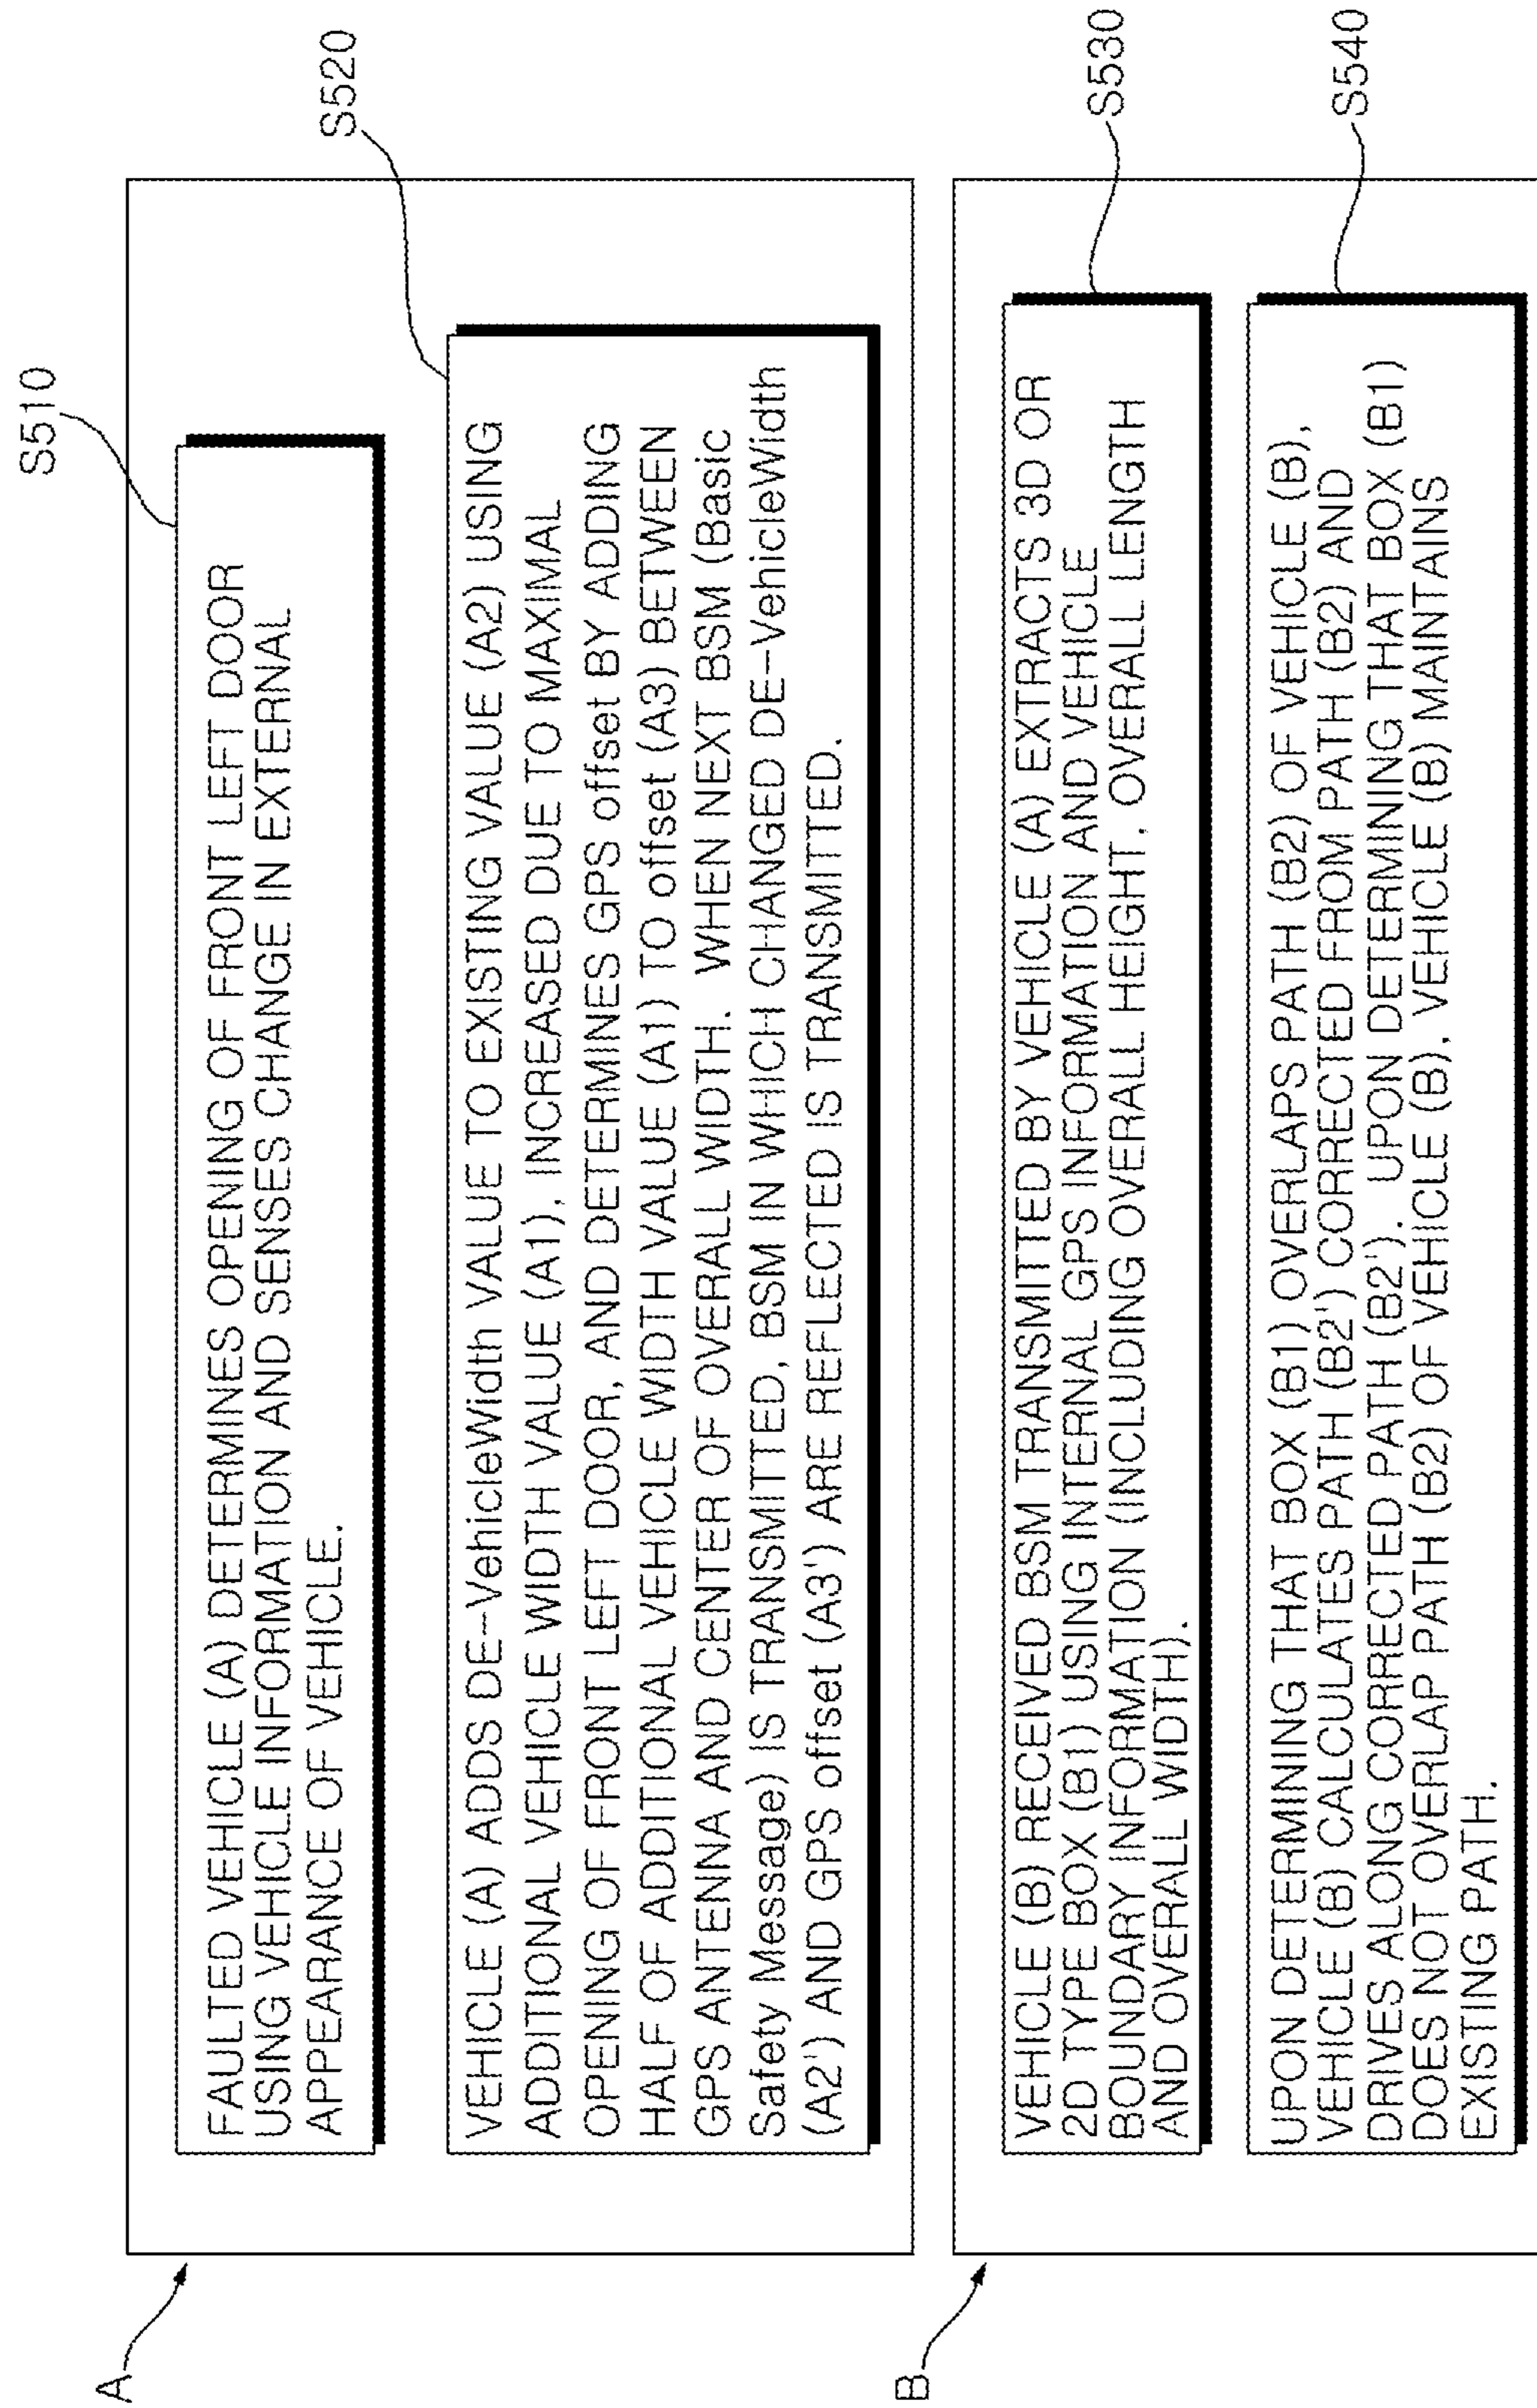 A
S510
FAULTED VEHICLE (A) DETERMINES OPENING OF FRONT LEFT DOOR
USING VEHICLE INFORMATION AND SENSES CHANGE IN EXTERNAL
APPEARANCE OF VEHICLE.
S520
VEHICLE (A) ADDS DE-VehicleWidth VALUE TO EXISTING VALUE (A2) USING
ADDITIONAL VEHICLE WIDTH VALUE (A1), INCREASED DUE TO MAXIMAL
OPENING OF FRONT LEFT DOOR, AND DETERMINES GPS offset BY ADDING
HALF OF ADDITIONAL VEHICLE WIDTH VALUE (A1) TO offset (A3) BETWEEN
GPS ANTENNA AND CENTER OF OVERALL WIDTH. WHEN NEXT BSM (Basic
Safety Message) IS TRANSMITTED, BSM IN WHICH CHANGED DE-VehicleWidth
(A2') AND GPS offset (A3') ARE REFLECTED IS TRANSMITTED.
B
S530
VEHICLE (B) RECEIVED BSM TRANSMITTED BY VEHICLE (A) EXTRACTS 3D OR
2D TYPE BOX (B1) USING INTERNAL GPS INFORMATION AND VEHICLE
BOUNDARY INFORMATION (INCLUDING OVERALL HEIGHT, OVERALL LENGTH
AND OVERALL WIDTH).
S540
UPON DETERMINING THAT BOX (B1) OVERLAPS PATH (B2) OF VEHICLE (B),
VEHICLE (B) CALCULATES PATH (B2') CORRECTED FROM PATH (B2) AND
DRIVES ALONG CORRECTED PATH (B2'). UPON DETERMINING THAT BOX (B1)
DOES NOT OVERLAP PATH (B2) OF VEHICLE (B), VEHICLE (B) MAINTAINS
EXISTING PATH.